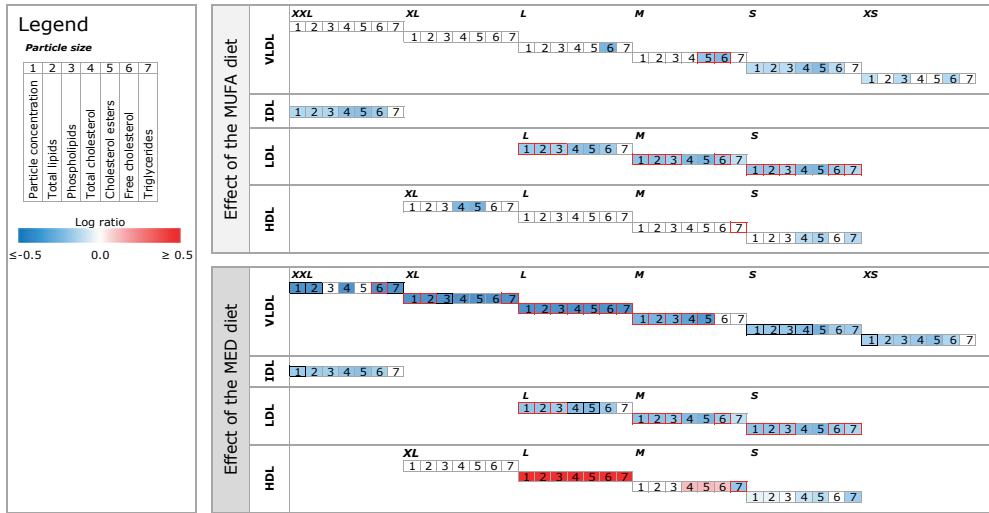 Legend
Particle size
1 2 3 4 5 6 7
Particle concentration
Total lipids
Phospholipids
Total cholesterol
Cholesterol esters
Free cholesterol
Triglycerides
Log ratio
≤-0.5 0.0 ≥ 0.5
Effect of the MUFA diet
VLDL
XXL XL L M S XS
1 2 3 4 5 6 7
1 2 3 4 5 6 7
1 2 3 4 5 6 7
1 2 3 4 5 6 7
1 2 3 4 5 6 7
1 2 3 4 5 6 7
IDL
1 2 3 4 5 6 7
LDL
L M S
1 2 3 4 5 6 7
1 2 3 4 5 6 7
1 2 3 4 5 6 7
HDL
XL L M S
1 2 3 4 5 6 7
1 2 3 4 5 6 7
1 2 3 4 5 6 7
1 2 3 4 5 6 7
Effect of the MED diet
VLDL
XXL XL L M S XS
1 2 3 4 5 6 7
1 2 3 4 5 6 7
1 2 3 4 5 6 7
1 2 3 4 5 6 7
1 2 3 4 5 6 7
1 2 3 4 5 6 7
IDL
1 2 3 4 5 6 7
LDL
L M S
1 2 3 4 5 6 7
1 2 3 4 5 6 7
1 2 3 4 5 6 7
HDL
XL L M S
1 2 3 4 5 6 7
1 2 3 4 5 6 7
1 2 3 4 5 6 7
1 2 3 4 5 6 7